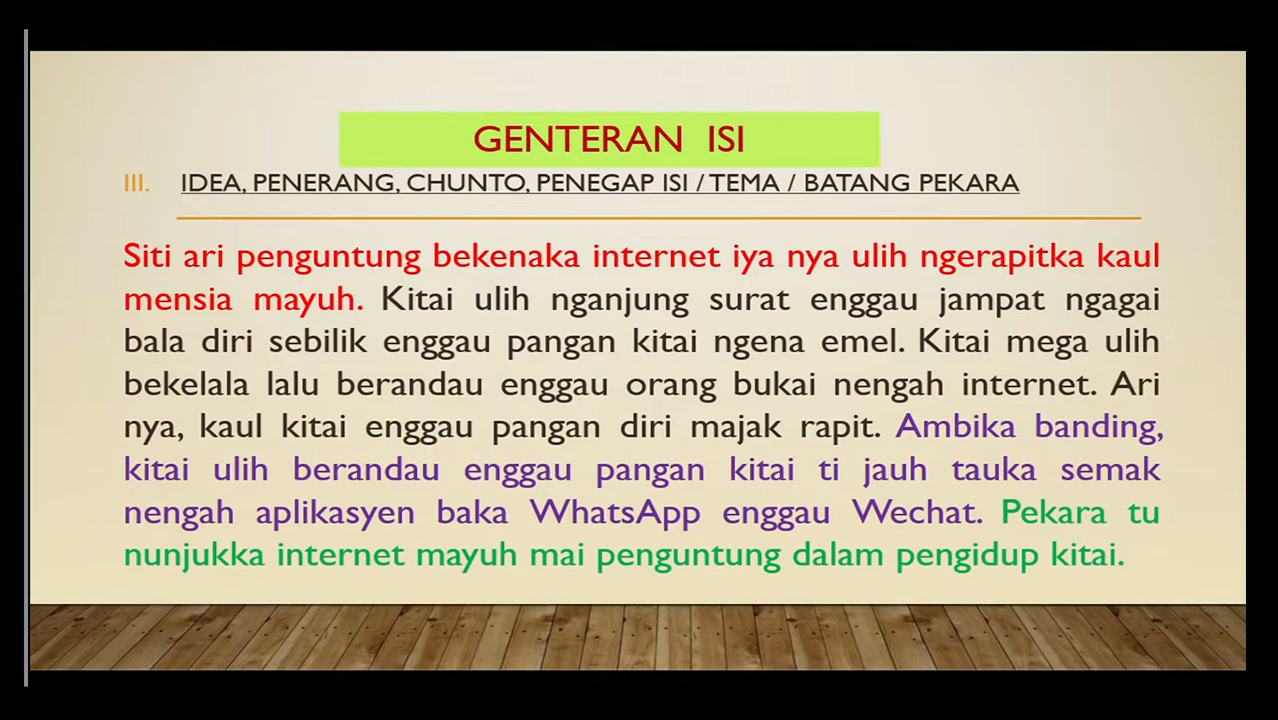 GENTERAN ISI
III. IDEA, PENERANG, CHUNTO, PENEGAP ISI / TEMA / BATANG PEKARA
Siti ari penguntung bekenaka internet iya nya ulih ngerapitka kaul
mensia mayuh. Kitai ulih nganjung surat enggau jampat ngagai
bala diri sebilik enggau pangan kitai ngena emel. Kitai mega ulih
bekelala lalu berandau enggau orang bukai nengah internet. Ari
nya, kaul kitai enggau pangan diri majak rapit. Ambika banding,
kitai ulih berandau enggau pangan kitai ti jauh tauka semak
nengah aplikasyen baka WhatsApp enggau Wechat. Pekara tu
nunjukka internet mayuh mai penguntung dalam pengidup kitai.